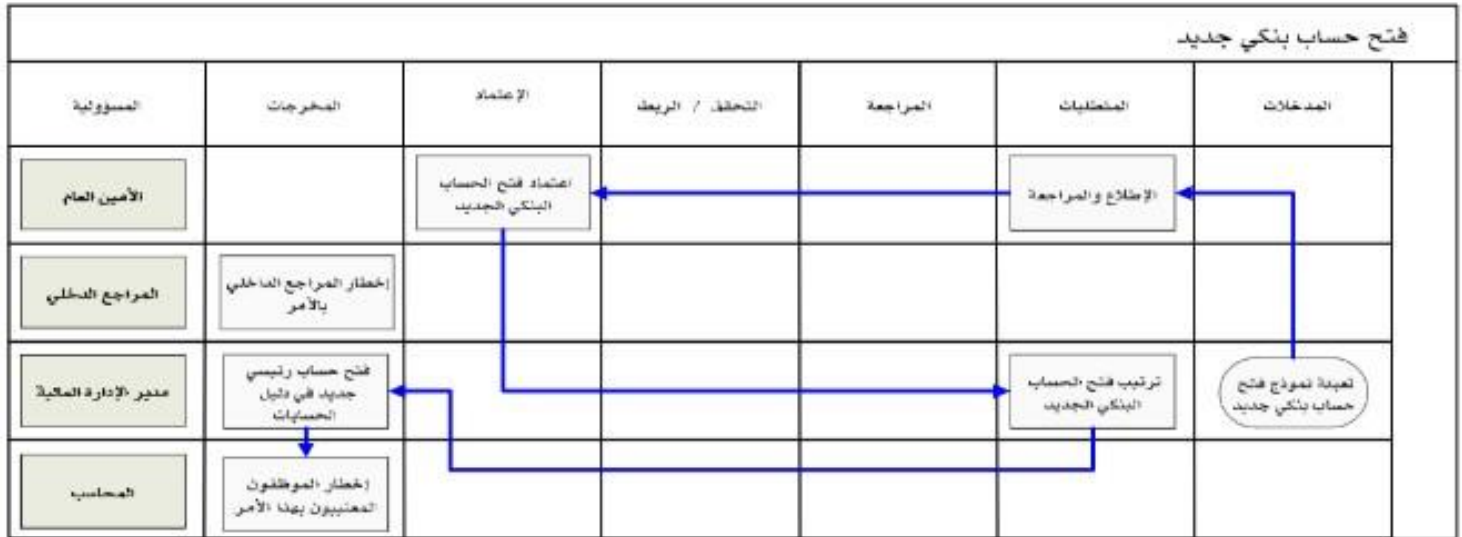 فتح حساب بنكي جديد
المدخلات
المتطلبات
المراجعة
التحقق / الربط
الإعتماد
المخرجات
المسؤولية
الإطلاع والمراجعة
اعتماد فتح الحساب
البنكي الجديد
الأمين العام
إخطار المراجع الداخلي
بالأمر
المراجع الدخلي
تعبئة نموذج فتح
حساب بنكي جديد
ترتيب فتح الحساب
البنكي الجديد
فتح حساب رئيسي
جديد في دليل
الحسابات
مدير الإدارة المالية
إخطار الموظفون
المعنييون بهذا الأمر
المحاسب